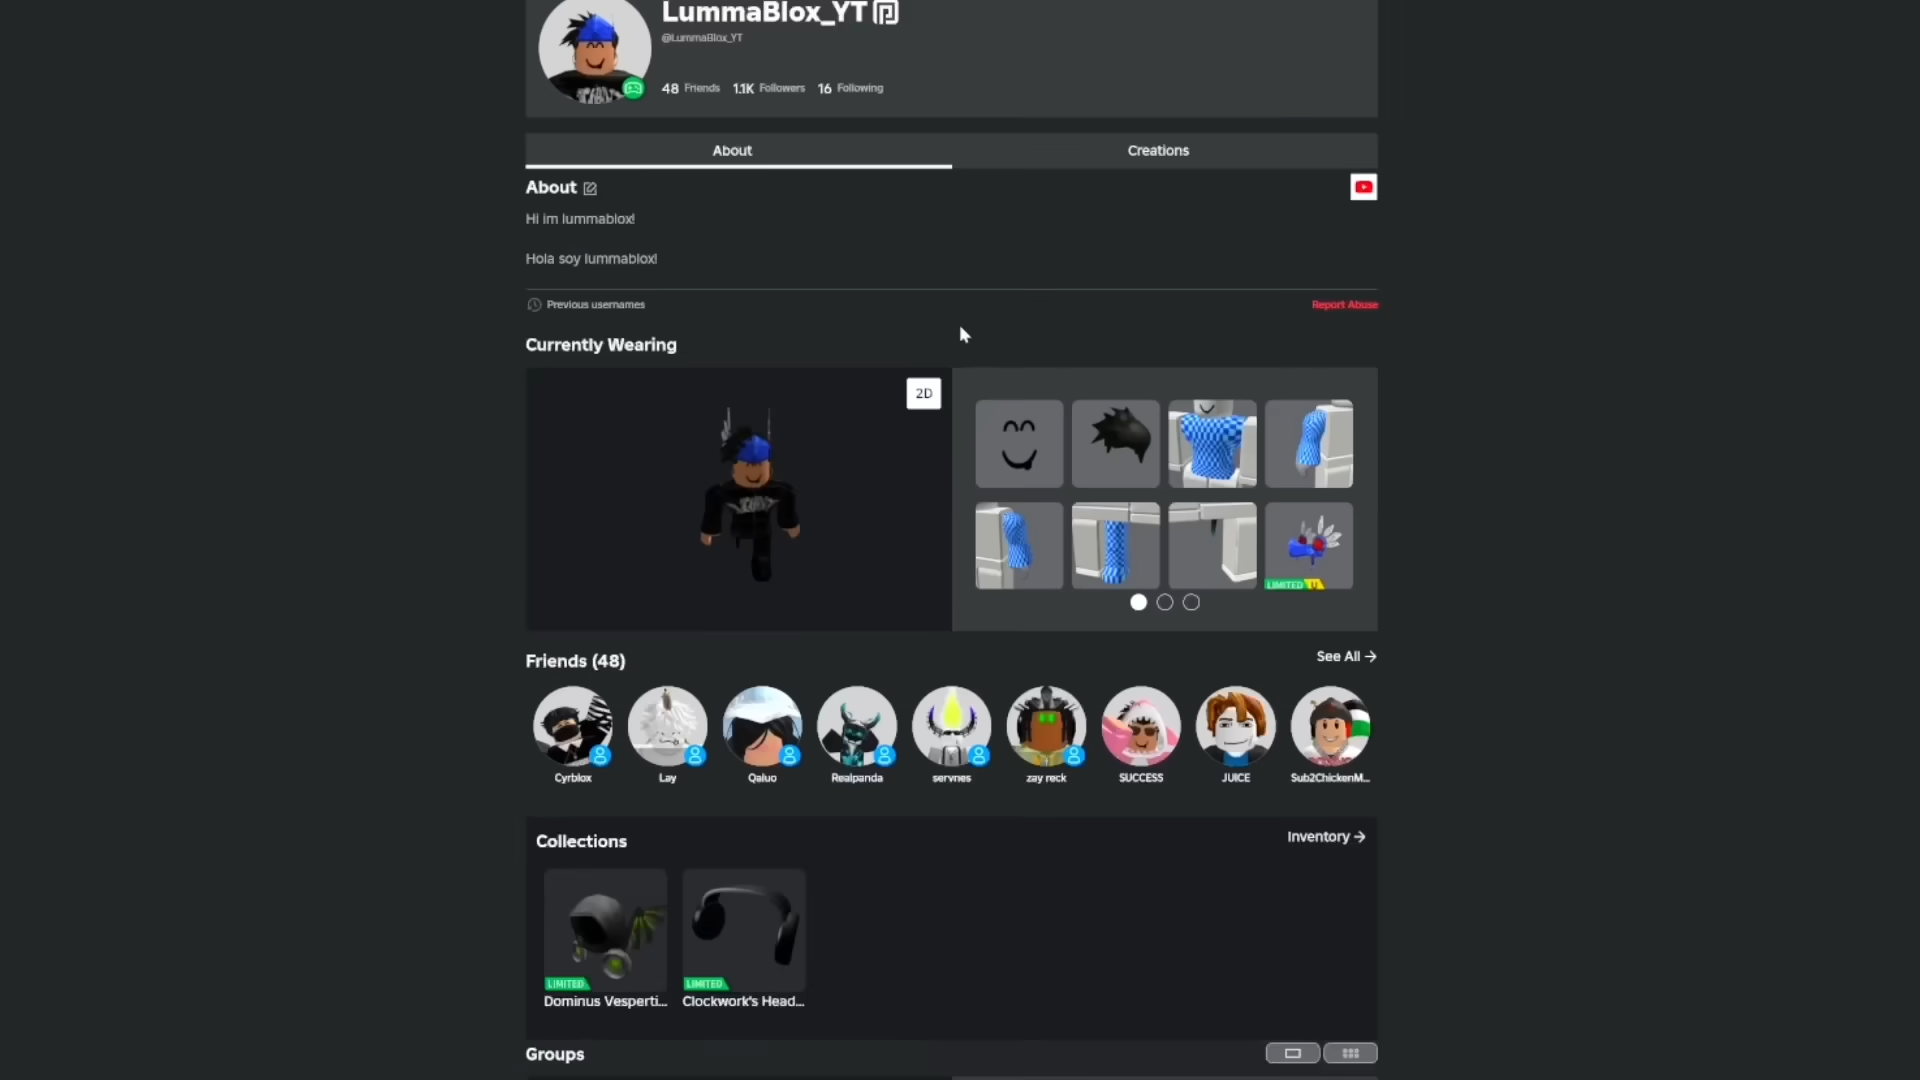 LummaBlox_YT
@LummaBlox_YT
48 Friends 1.1K Followers 16 Following
About Creations
About
Hi im lummablox!
Hola soy lummablox!
Previous usernames Report Abuse
Currently Wearing
2D
LIMITED U
Friends (48) See All
Cyrblox Lay Qaluo Realpanda servnes zay reck SUCCESS JUICE Sub2ChickenM...
Collections Inventory
LIMITED LIMITED
Dominus Vesperti... Clockwork's Head...
Groups